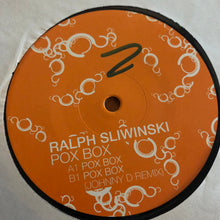 2
RALPH SLIWINSKI
POX BOX
A1 POX BOX
B1 POX BOX
(JOHNNY D REMIX)